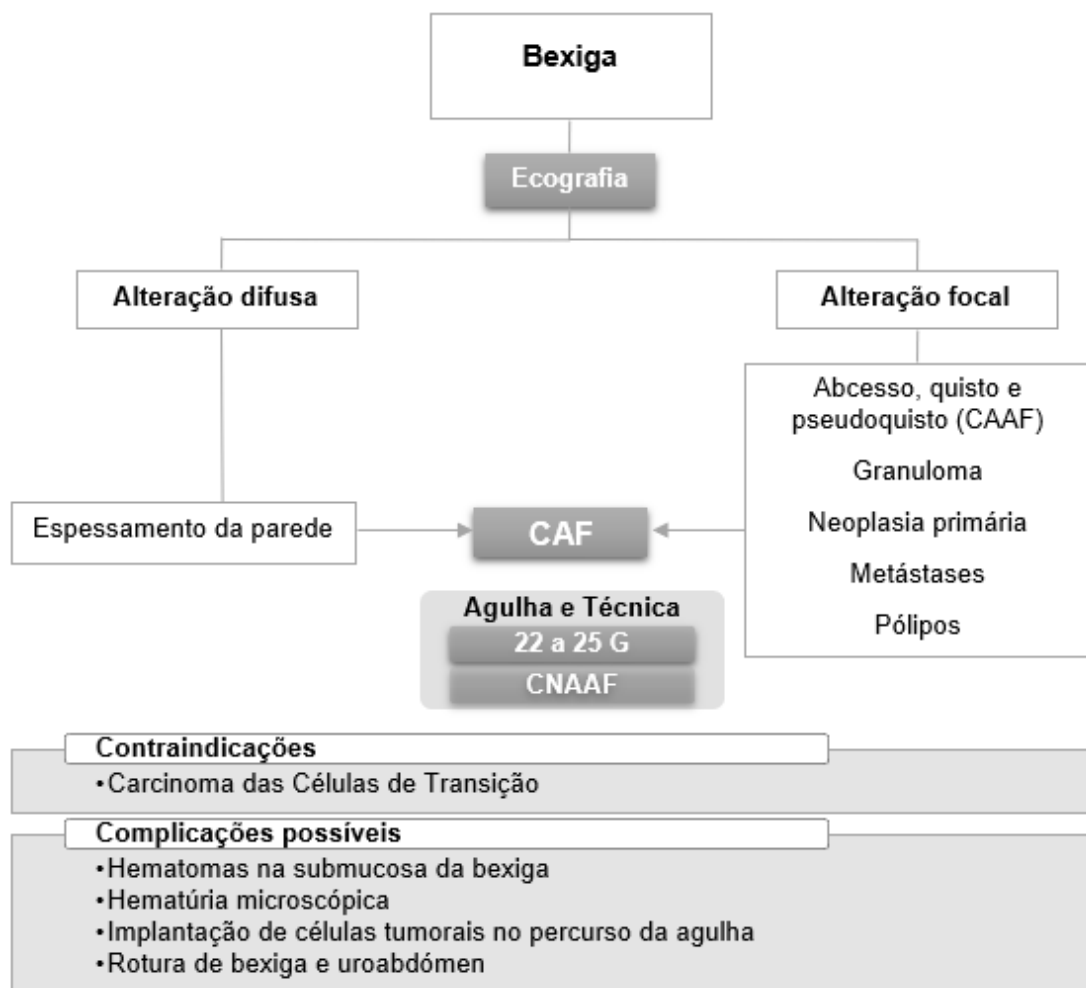 Bexiga
Ecografia
Alteração difusa
Alteração focal
Abcesso, quisto e
pseudoquisto (CAAF)
Granuloma
Neoplasia primária
Metástases
Pólipos
Espessamento da parede
CAF
Agulha e Técnica
22 a 25 G
CNAAF
Contraindicações
•Carcinoma das Células de Transição
Complicações possíveis
•Hematomas na submucosa da bexiga
•Hematúria microscópica
•Implantação de células tumorais no percurso da agulha
•Rotura de bexiga e uroabdómen